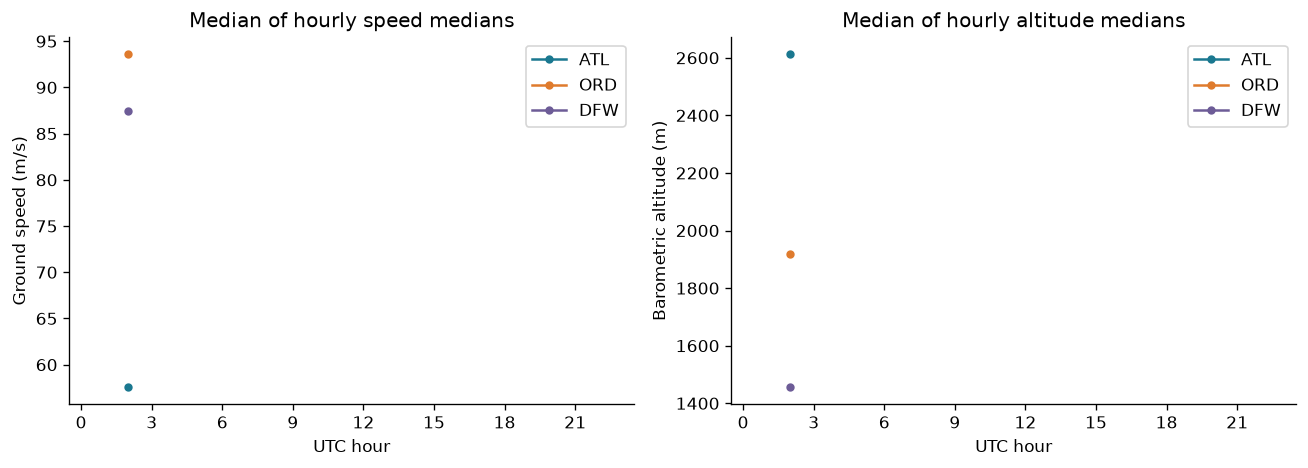 Median of hourly speed medians
Ground speed (m/s)
95
90
85
80
75
70
65
60
0 3 6 9 12 15 18 21
UTC hour
ATL
ORD
DFW
Median of hourly altitude medians
Barometric altitude (m)
2600
2400
2200
2000
1800
1600
1400
0 3 6 9 12 15 18 21
UTC hour
ATL
ORD
DFW